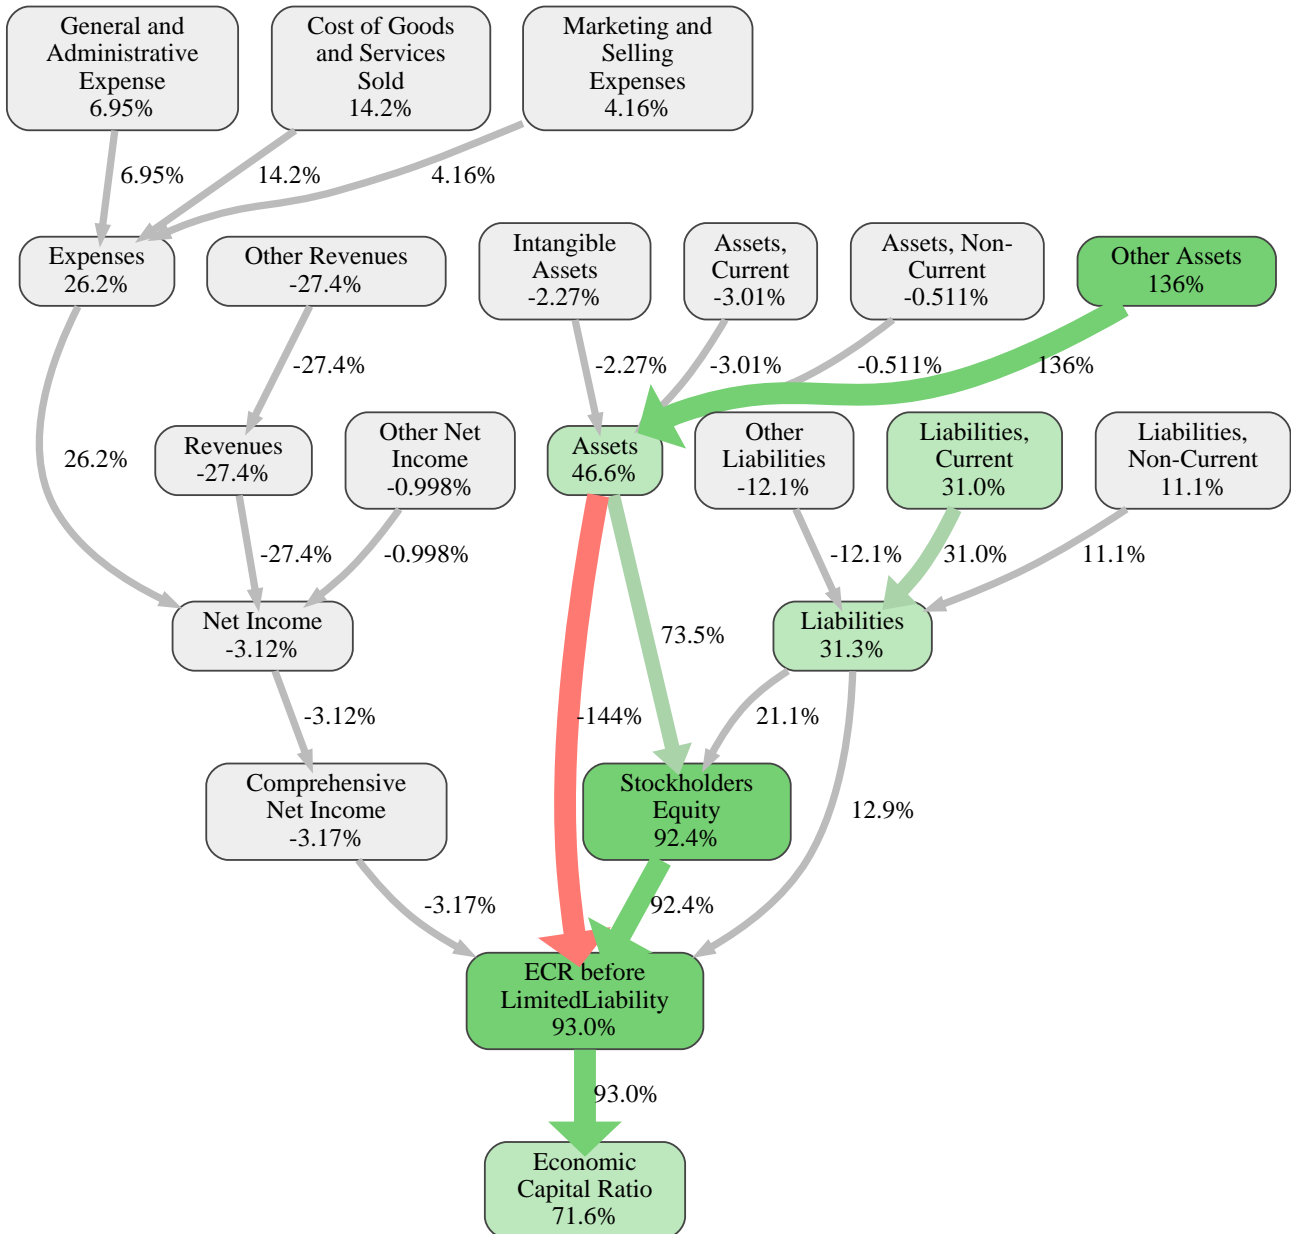 General and
Administrative
Expense
6.95%
Cost of Goods
and Services
Sold
14.2%
Marketing and
Selling
Expenses
4.16%
6.95%
14.2%
4.16%
Expenses
26.2%
Other Revenues
-27.4%
Intangible
Assets
-2.27%
Assets,
Current
-3.01%
Assets, Non-
Current
-0.511%
Other Assets
136%
-27.4%
-2.27%
-3.01%
-0.511%
136%
26.2%
Revenues
-27.4%
Other Net
Income
-0.998%
Assets
46.6%
Other
Liabilities
-12.1%
Liabilities,
Current
31.0%
Liabilities,
Non-Current
11.1%
-27.4%
-0.998%
-12.1%
31.0%
11.1%
Net Income
-3.12%
73.5%
Liabilities
31.3%
-3.12%
-144%
21.1%
Comprehensive
Net Income
-3.17%
Stockholders
Equity
92.4%
12.9%
-3.17%
92.4%
ECR before
LimitedLiability
93.0%
93.0%
Economic
Capital Ratio
71.6%